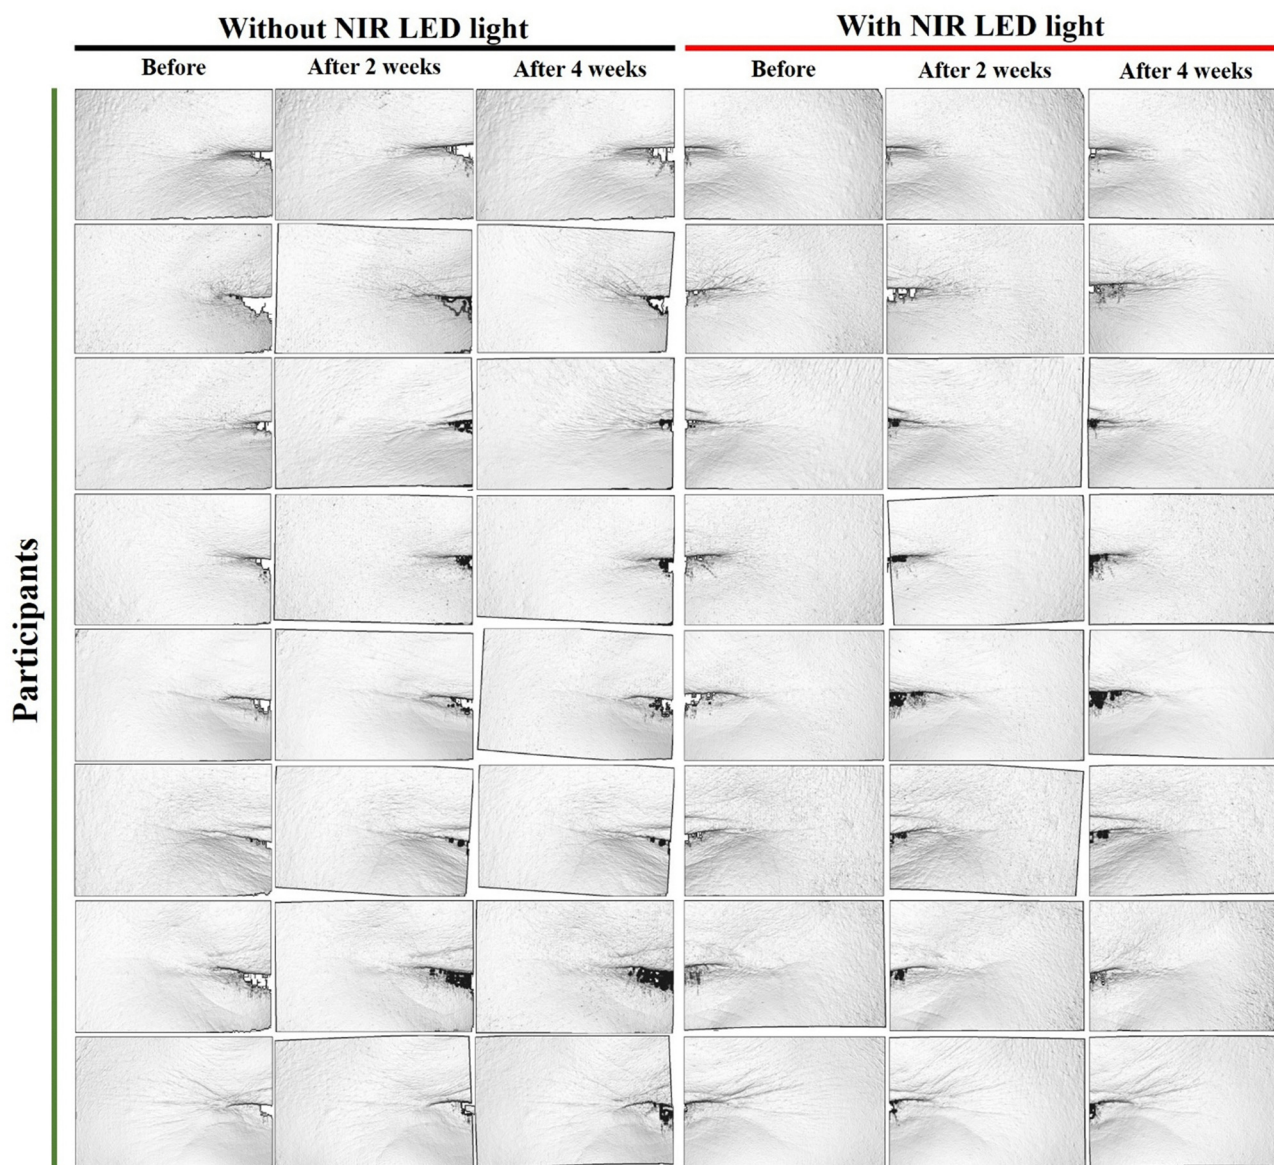 Without NIR LED light
With NIR LED light
Before
After 2 weeks
After 4 weeks
Before
After 2 weeks
After 4 weeks
Participants